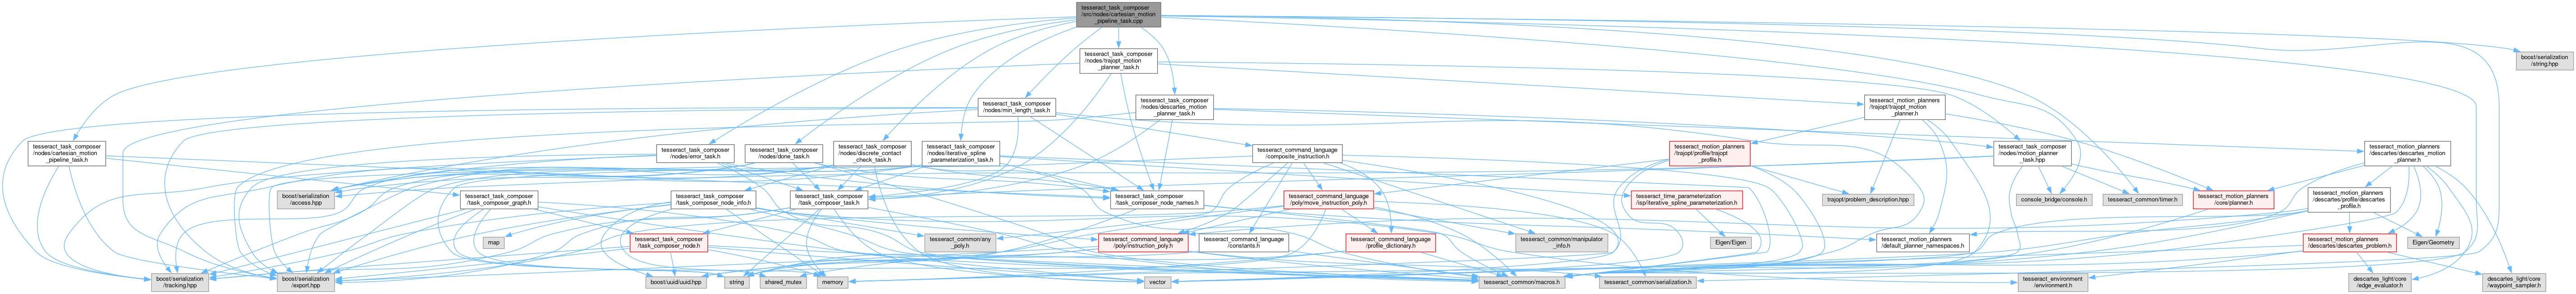 tesseract_task_composer
/src/nodes/cartesian_motion
_pipeline_task.cpp
tesseract_task_composer
/nodes/trajopt_motion
_planner_task.h
boost/serialization
/string.hpp
tesseract_task_composer
/nodes/min_length_task.h
tesseract_task_composer
/nodes/descartes_motion
_planner_task.h
tesseract_motion_planners
/trajopt/trajopt_motion
_planner.h
tesseract_task_composer
/nodes/cartesian_motion
_pipeline_task.h
tesseract_task_composer
/nodes/error_task.h
tesseract_task_composer
/nodes/done_task.h
tesseract_task_composer
/nodes/discrete_contact
_check_task.h
tesseract_task_composer
/nodes/iterative_spline
_parameterization_task.h
tesseract_command_language
/composite_instruction.h
tesseract_motion_planners
/trajopt/profile/trajopt
_profile.h
tesseract_task_composer
/nodes/motion_planner
_task.hpp
tesseract_motion_planners
/descartes/descartes_motion
_planner.h
boost/serialization
/access.hpp
tesseract_task_composer
/task_composer_graph.h
tesseract_task_composer
/task_composer_node_info.h
tesseract_task_composer
/task_composer_task.h
tesseract_task_composer
/task_composer_node_names.h
tesseract_command_language
/poly/move_instruction_poly.h
tesseract_time_parameterization
/isp/iterative_spline_parameterization.h
trajopt/problem_description.hpp
console_bridge/console.h
tesseract_common/timer.h
tesseract_motion_planners
/core/planner.h
tesseract_motion_planners
/descartes/profile/descartes
_profile.h
map
tesseract_task_composer
/task_composer_node.h
tesseract_common/any
_poly.h
tesseract_command_language
/poly/instruction_poly.h
tesseract_command_language
/constants.h
tesseract_command_language
/profile_dictionary.h
tesseract_common/manipulator
_info.h
Eigen/Eigen
tesseract_motion_planners
/default_planner_namespaces.h
tesseract_motion_planners
/descartes/descartes_problem.h
Eigen/Geometry
boost/serialization
/tracking.hpp
boost/serialization
/export.hpp
boost/uuid/uuid.hpp
string
shared_mutex
memory
vector
tesseract_common/macros.h
tesseract_common/serialization.h
tesseract_environment
/environment.h
descartes_light/core
/edge_evaluator.h
descartes_light/core
/waypoint_sampler.h